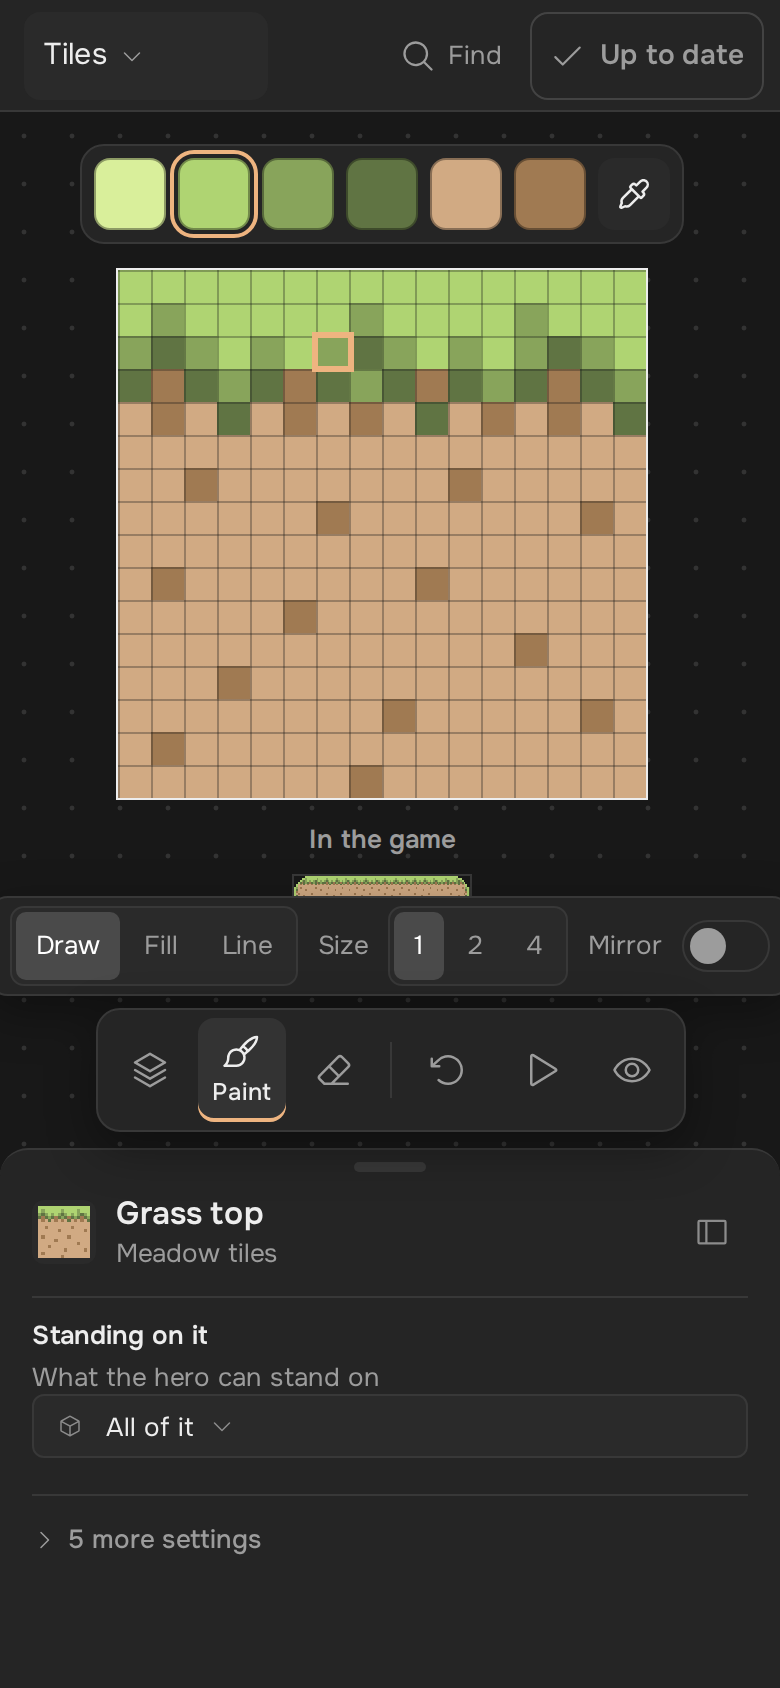 Tiles
Find
Up to date
In the game
Draw
Fill
Line
Size
1
2
4
Mirror
Paint
Grass top
Meadow tiles
Standing on it
What the hero can stand on
All of it
5 more settings